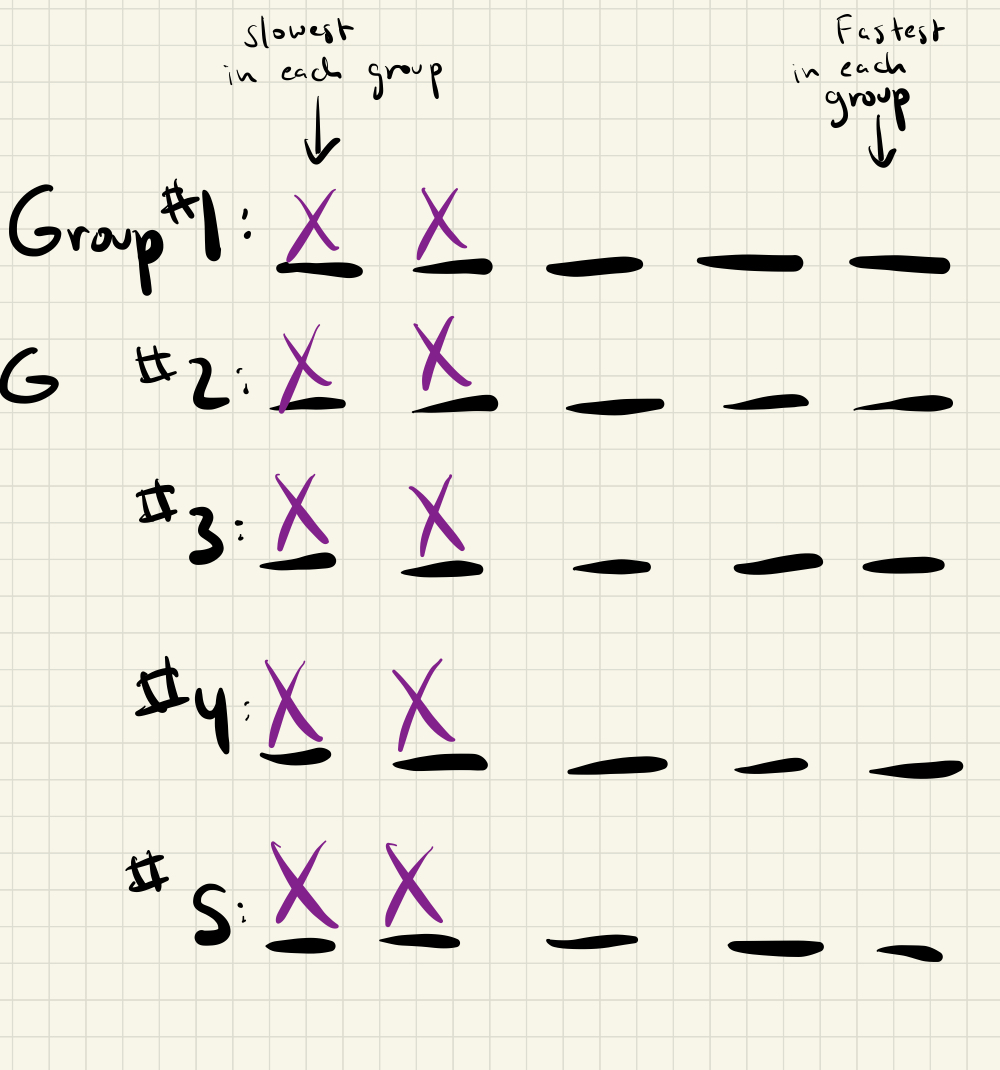 slowest
in each group
Fastest
in each
group
Group #1: X X
G #2: X X
#3: X X
#4: X X
#5: X X